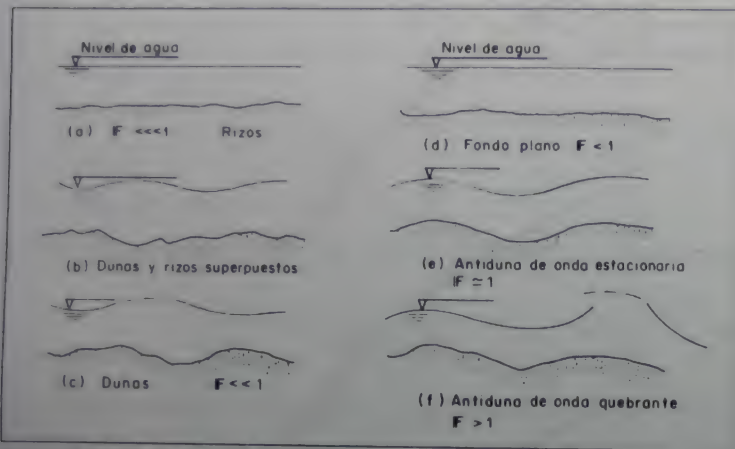 Nivel de agua
(a) F <<<1 Rizos
(b) Dunas y rizos superpuestos
(c) Dunas F<<1
Nivel de agua
(d) Fondo plano F < 1
(e) Antiduna de onda estacionaria
F ≃ 1
(f) Antiduna de onda quebrante
F > 1